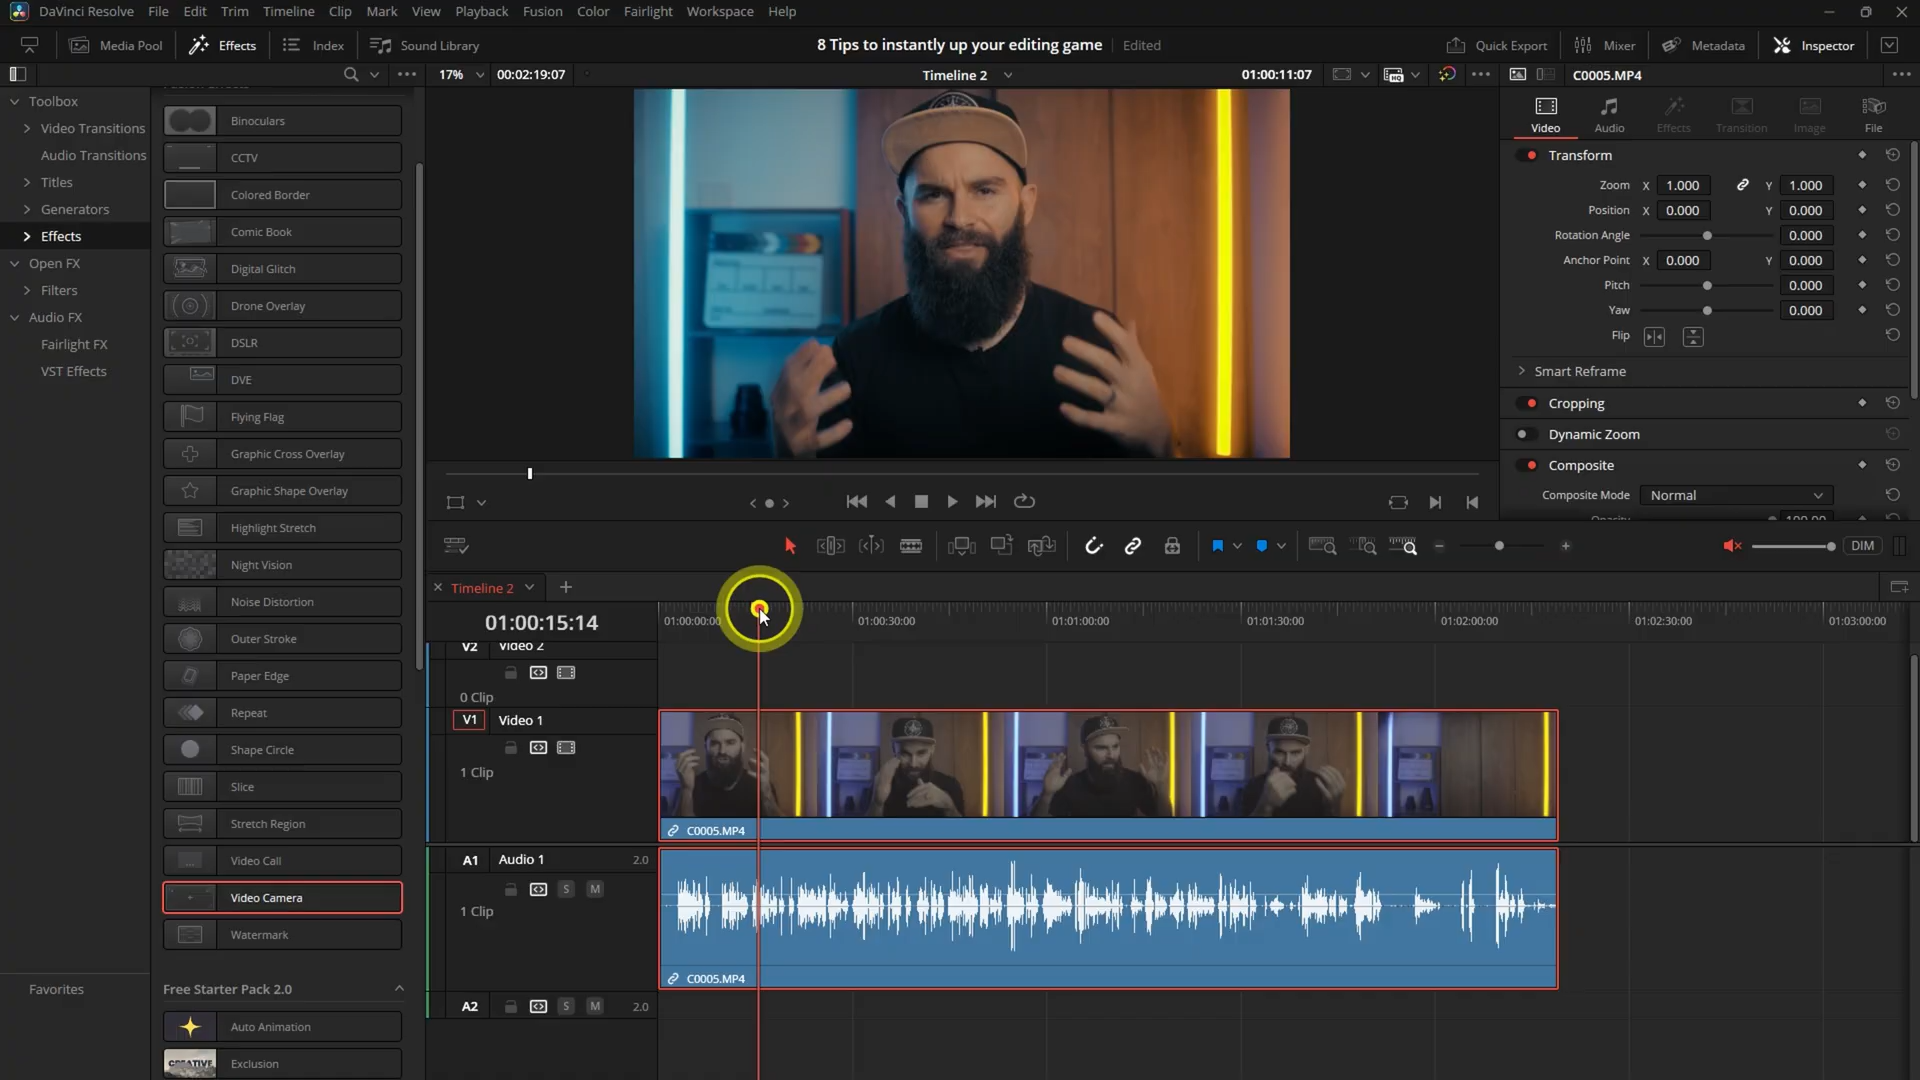 DaVinci Resolve File Edit Trim Timeline Clip Mark View Playback Fusion Color Fairlight Workspace Help
Media Pool Effects Index Sound Library 8 Tips to instantly up your editing game Edited Quick Export Mixer Metadata Inspector
17% 00:02:19:07 Timeline 2 01:00:11:07 C0005.MP4
Toolbox
Video Transitions
Audio Transitions
Titles
Generators
Effects
Open FX
Filters
Audio FX
Fairlight FX
VST Effects
Favorites
Binoculars
CCTV
Colored Border
Comic Book
Digital Glitch
Drone Overlay
DSLR
DVE
Flying Flag
Graphic Cross Overlay
Graphic Shape Overlay
Highlight Stretch
Night Vision
Noise Distortion
Outer Stroke
Paper Edge
Repeat
Shape Circle
Slice
Stretch Region
Video Call
Video Camera
Watermark
Free Starter Pack 2.0
Auto Animation
CREATIVE
Exclusion
Video Audio Effects Transition Image File
Transform
Zoom X 1.000 Y 1.000
Position X 0.000 Y 0.000
Rotation Angle 0.000
Anchor Point X 0.000 Y 0.000
Pitch 0.000
Yaw 0.000
Flip
Smart Reframe
Cropping
Dynamic Zoom
Composite
Composite Mode Normal
Opacity 100.00
DIM
Timeline 2
01:00:15:14
01:00:00:00 01:00:30:00 01:01:00:00 01:01:30:00 01:02:00:00 01:02:30:00 01:03:00:00
V2 Video 2
0 Clip
V1 Video 1
1 Clip
C0005.MP4
A1 Audio 1 2.0
S M
1 Clip
C0005.MP4
A2 S M 2.0